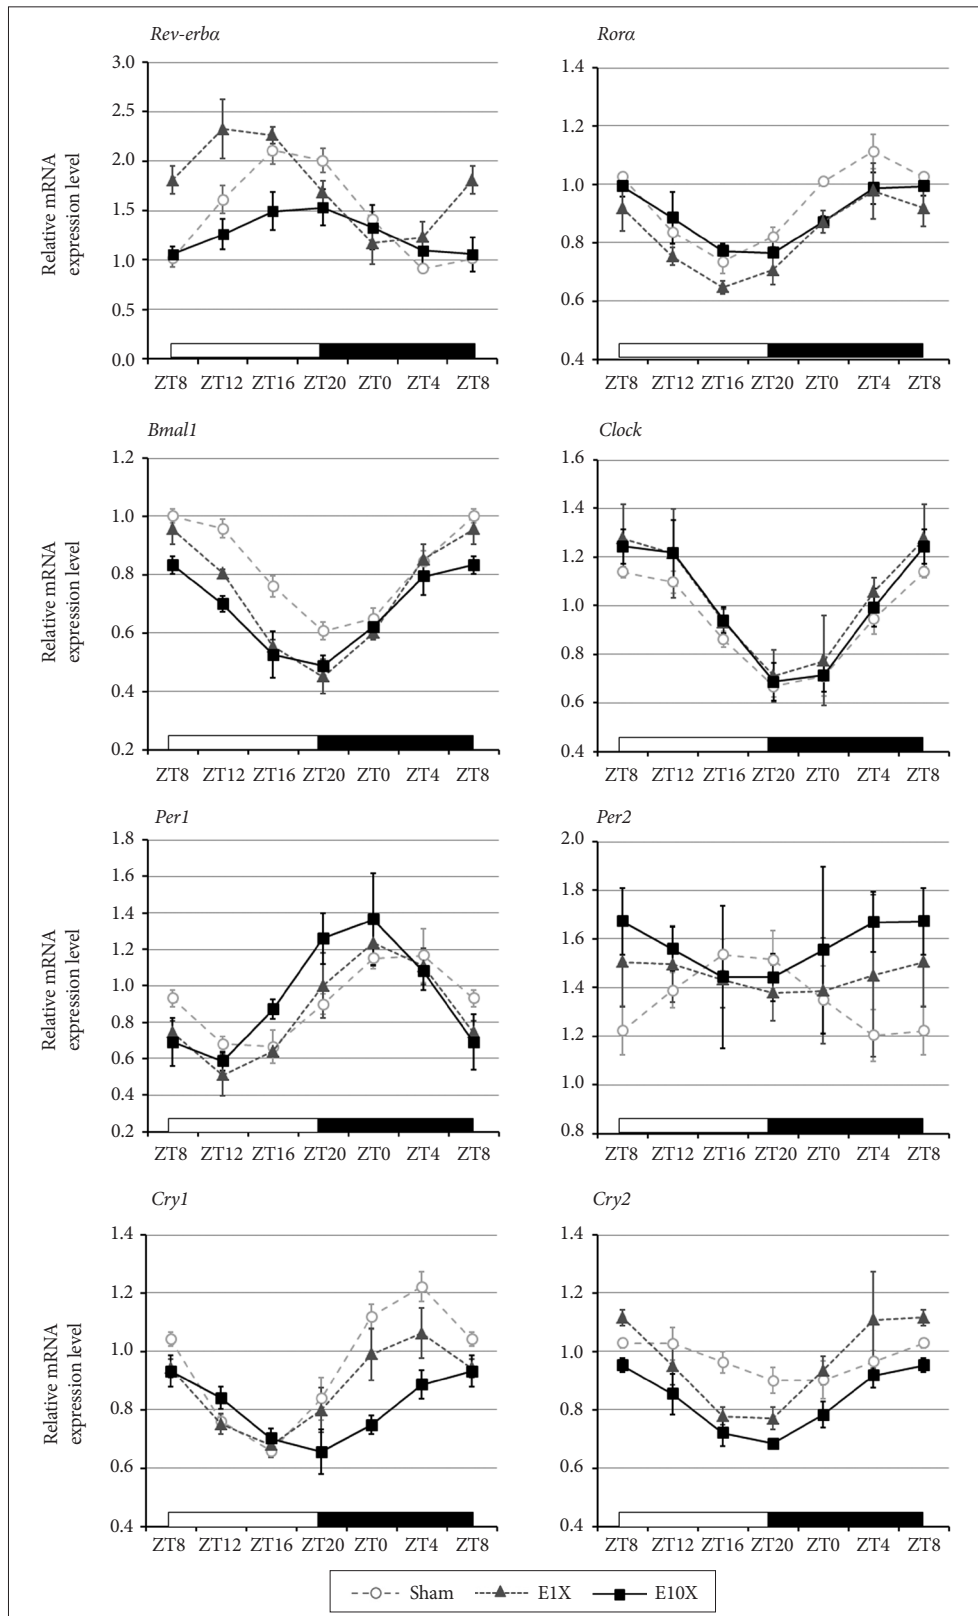 Rev-erbα
Relative mRNA
expression level
3.0
2.5
2.0
1.5
1.0
0.5
0.0
ZT8 ZT12 ZT16 ZT20 ZT0 ZT4 ZT8
Rorα
1.4
1.2
1.0
0.8
0.6
0.4
ZT8 ZT12 ZT16 ZT20 ZT0 ZT4 ZT8
Bmal1
Relative mRNA
expression level
1.2
1.0
0.8
0.6
0.4
0.2
ZT8 ZT12 ZT16 ZT20 ZT0 ZT4 ZT8
Clock
1.6
1.4
1.2
1.0
0.8
0.6
0.4
ZT8 ZT12 ZT16 ZT20 ZT0 ZT4 ZT8
Per1
Relative mRNA
expression level
1.8
1.6
1.4
1.2
1.0
0.8
0.6
0.4
0.2
ZT8 ZT12 ZT16 ZT20 ZT0 ZT4 ZT8
Per2
2.0
1.8
1.6
1.4
1.2
1.0
0.8
ZT8 ZT12 ZT16 ZT20 ZT0 ZT4 ZT8
Cry1
Relative mRNA
expression level
1.4
1.2
1.0
0.8
0.6
0.4
ZT8 ZT12 ZT16 ZT20 ZT0 ZT4 ZT8
Cry2
1.4
1.2
1.0
0.8
0.6
0.4
ZT8 ZT12 ZT16 ZT20 ZT0 ZT4 ZT8
Sham E1X E10X